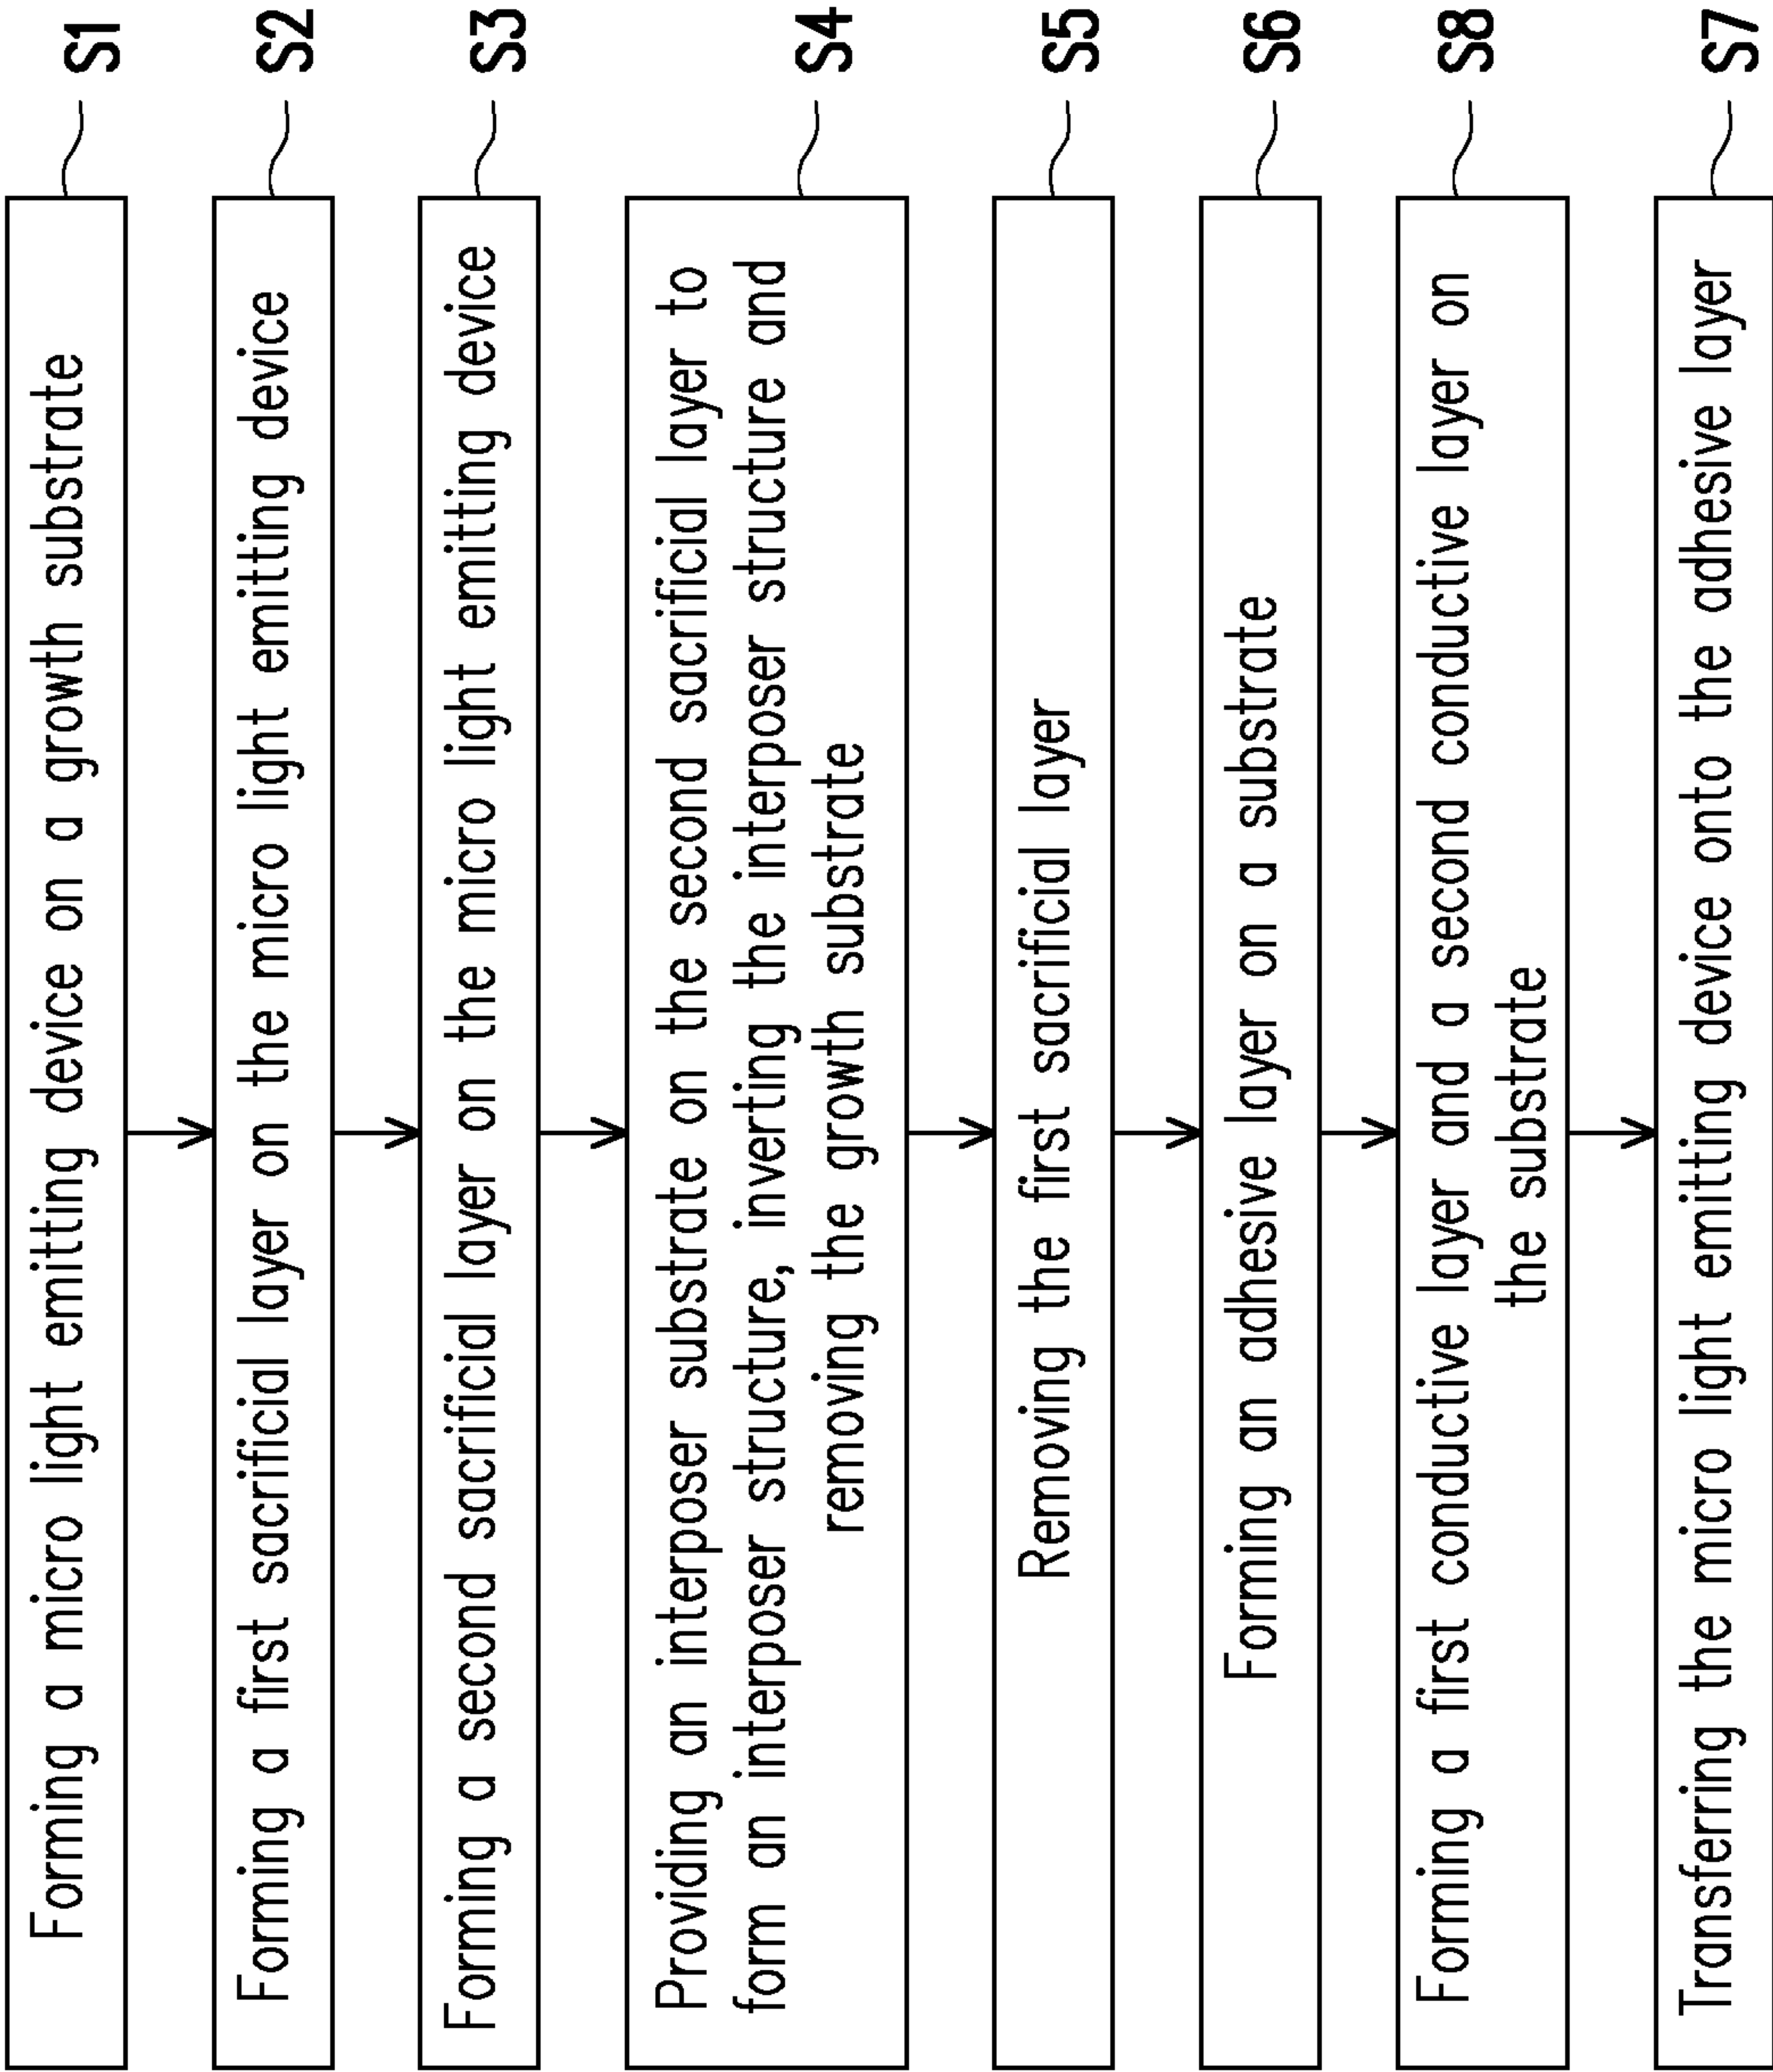 Forming a micro light emitting device on a growth substrate
S1
Forming a first sacrificial layer on the micro light emitting device
S2
Forming a second sacrificial layer on the micro light emitting device
S3
Providing an interposer substrate on the second sacrificial layer to
form an interposer structure, inverting the interposer structure and
removing the growth substrate
S4
Removing the first sacrificial layer
S5
Forming an adhesive layer on a substrate
S6
Forming a first conductive layer and a second conductive layer on
the substrate
S8
Transferring the micro light emitting device onto the adhesive layer
S7